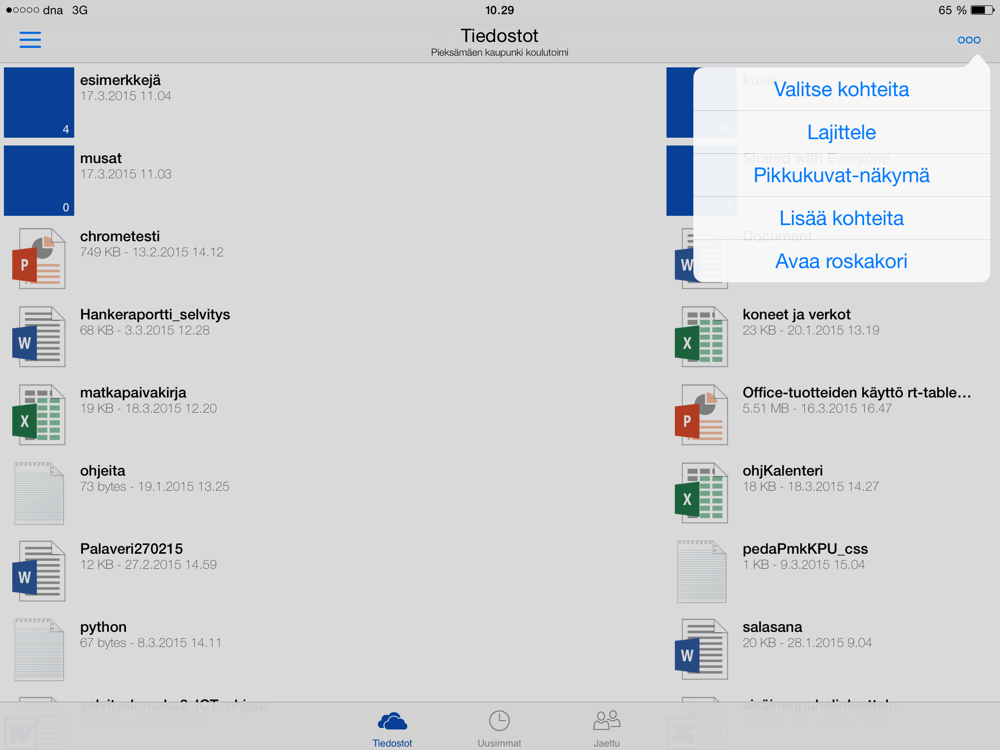 dna 3G
10.29
65 %
Tiedostot
Pieksämäen kaupunki koulutoimi
esimerkkejä
17.3.2015 11.04
4
musat
17.3.2015 11.03
0
chrometesti
749 KB - 13.2.2015 14.12
P
Hankeraportti_selvitys
68 KB - 3.3.2015 12.28
W
matkapaivakirja
19 KB - 18.3.2015 12.20
X
ohjeita
73 bytes - 19.1.2015 13.25
Palaveri270215
12 KB - 27.2.2015 14.59
W
python
67 bytes - 8.3.2015 14.11
selvityslomake2_ICT_ohjaus
52 KB - 2.3.2015 14.54
W
kuvia
10
Shared with Everyone
7
Document
W
Valitse kohteita
Lajittele
Pikkukuvat-näkymä
Lisää kohteita
Avaa roskakori
koneet ja verkot
23 KB - 20.1.2015 13.19
X
Office-tuotteiden käyttö rt-table...
5.51 MB - 16.3.2015 16.47
P
ohjKalenteri
18 KB - 18.3.2015 14.27
X
pedaPmkKPU_css
1 KB - 9.3.2015 15.04
salasana
20 KB - 28.1.2015 9.04
W
sisäinenpuhelinluettelo
X
Tiedostot
Uusimmat
Jaettu